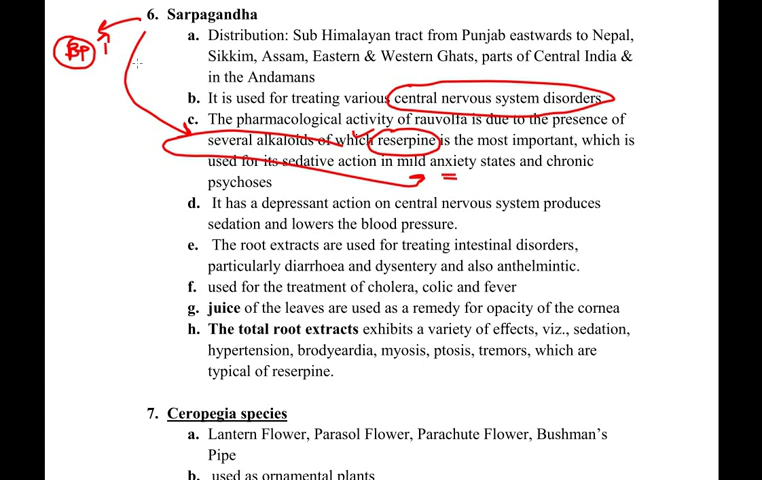 6. Sarpagandha
a. Distribution: Sub Himalayan tract from Punjab eastwards to Nepal,
Sikkim, Assam, Eastern & Western Ghats, parts of Central India &
in the Andamans
BP
b. It is used for treating various central nervous system disorders.
c. The pharmacological activity of rauvolfa is due to the presence of
several alkaloids of which reserpine is the most important, which is
used for its sedative action in mild anxiety states and chronic
psychoses
d. It has a depressant action on central nervous system produces
sedation and lowers the blood pressure.
e. The root extracts are used for treating intestinal disorders,
particularly diarrhoea and dysentery and also anthelmintic.
f. used for the treatment of cholera, colic and fever
g. juice of the leaves are used as a remedy for opacity of the cornea
h. The total root extracts exhibits a variety of effects, viz., sedation,
hypertension, brodyeardia, myosis, ptosis, tremors, which are
typical of reserpine.
7. Ceropegia species
a. Lantern Flower, Parasol Flower, Parachute Flower, Bushman's
Pipe
b. used as ornamental plants